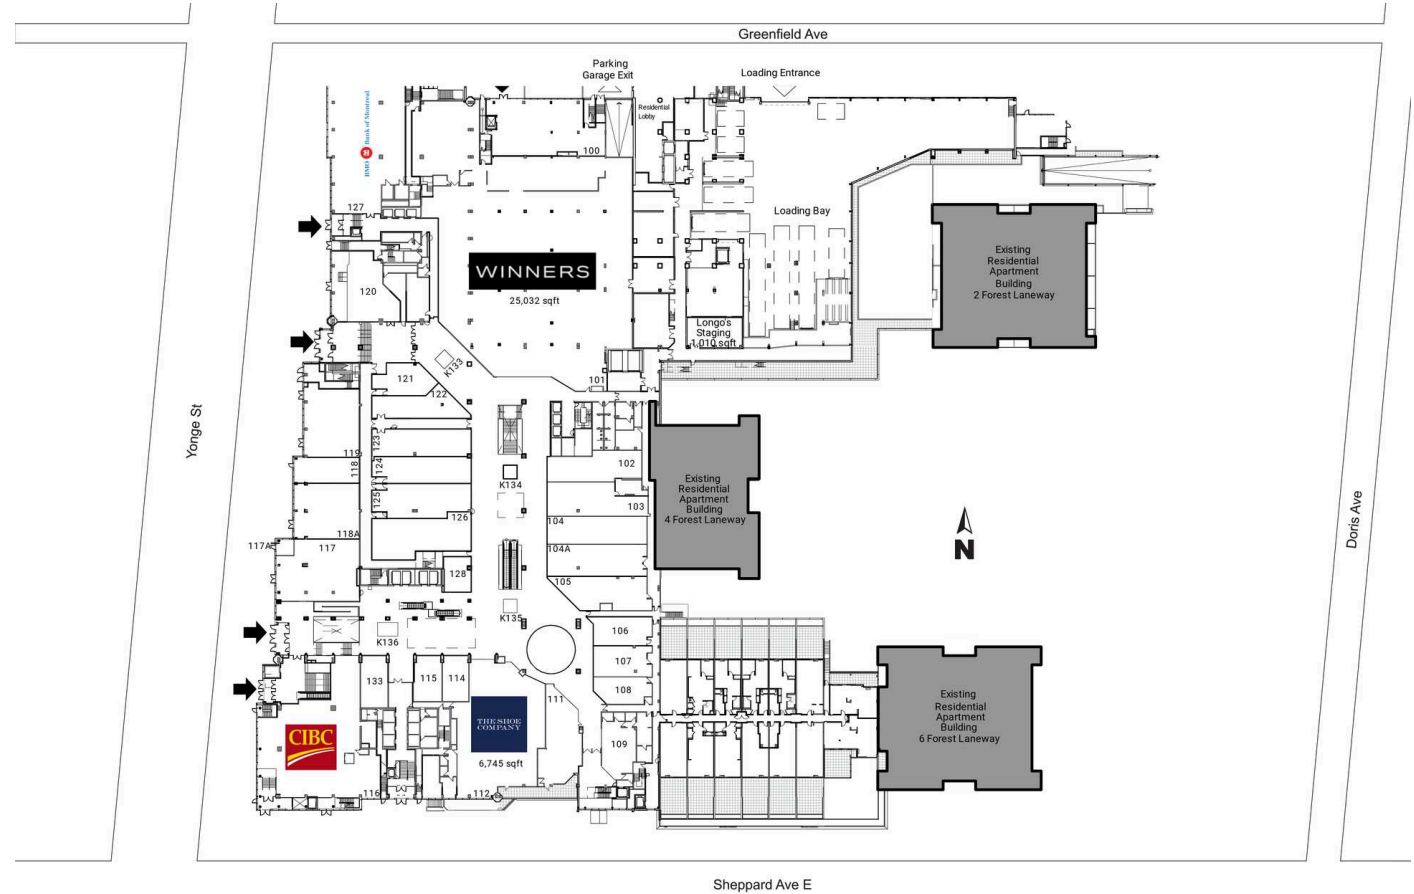 Greenfield Ave
Parking
Garage Exit
Loading Entrance
Residential
Lobby
BMO Bank of Montreal
100
127
Loading Bay
Existing
Residential
Apartment
Building
2 Forest Laneway
WINNERS
25,032 sqft
120
Longo's
Staging
1,010 sqft
K133
121
101
122
Yonge St
123
119
118
124
102
K134
Existing
Residential
Apartment
Building
4 Forest Laneway
125
103
126
104
118A
117A
117
104A
N
Doris Ave
128
105
K135
K136
106
107
133
115
114
108
111
CIBC
THE SHOE
COMPANY
6,745 sqft
109
Existing
Residential
Apartment
Building
6 Forest Laneway
116
112
Sheppard Ave E